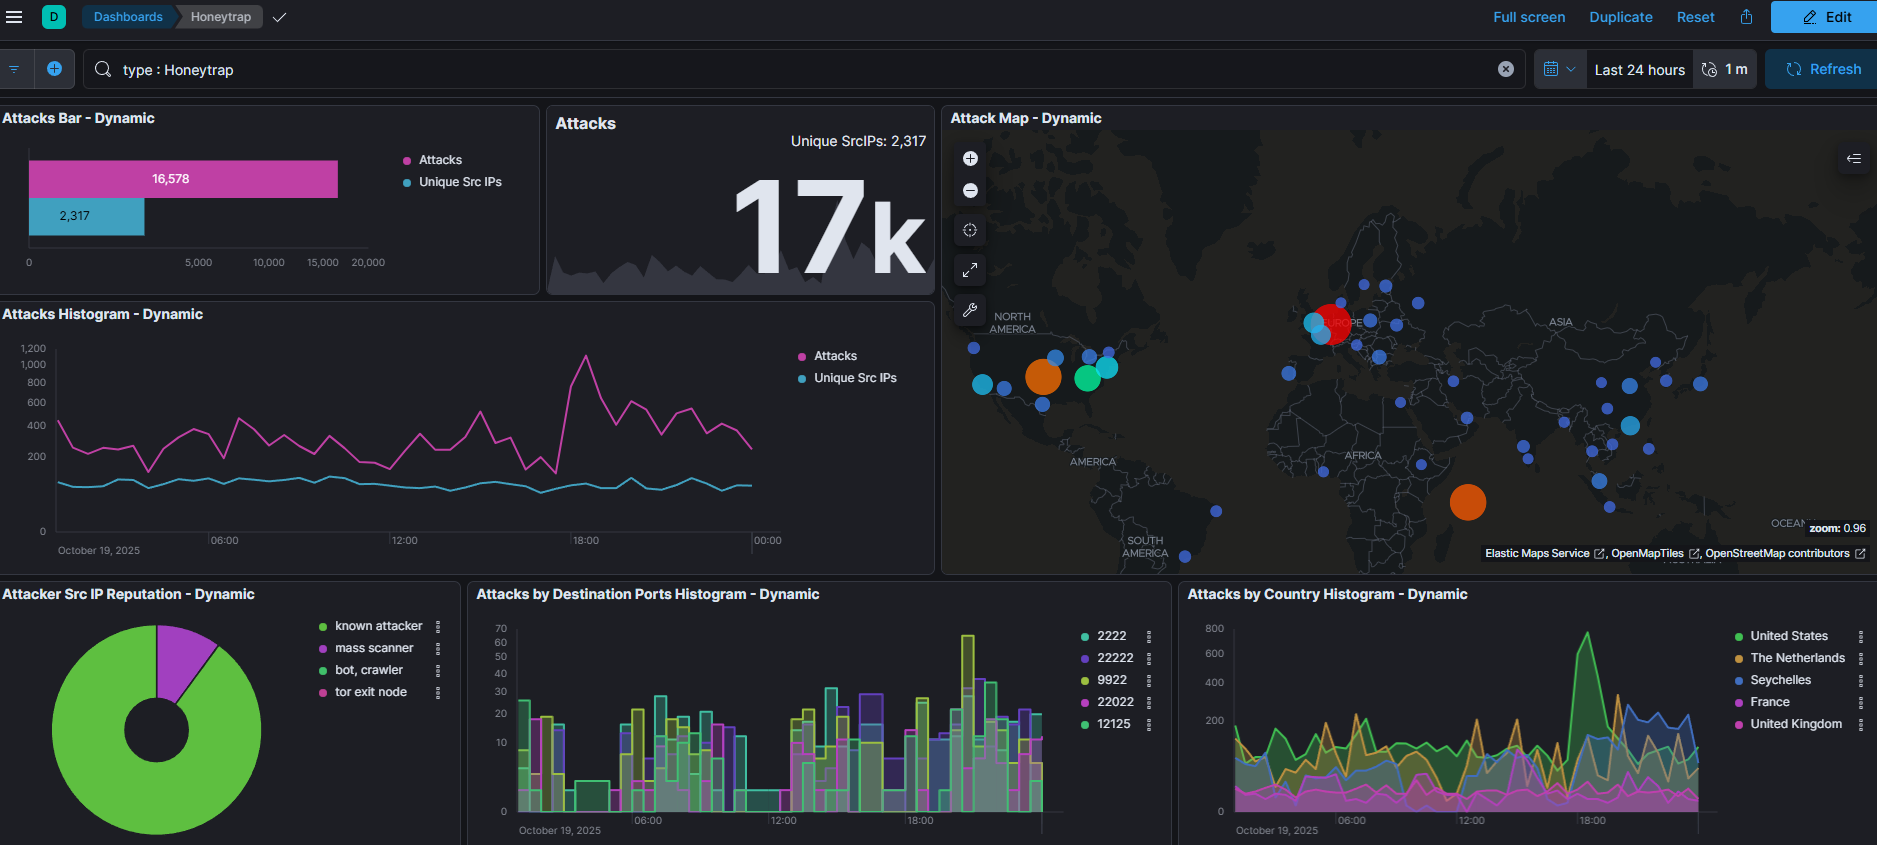 D
Dashboards
Honeytrap
Full screen
Duplicate
Reset
Edit
type : Honeytrap
Last 24 hours
1 m
Refresh
Attacks Bar - Dynamic
16,578
2,317
0
5,000
10,000
15,000
20,000
Attacks
Unique Src IPs
Attacks
Unique SrcIPs: 2,317
17k
Attack Map - Dynamic
NORTH
AMERICA
EUROPE
ASIA
AMERICA
AFRICA
SOUTH
AMERICA
OCEAN
zoom: 0.96
Elastic Maps Service , OpenMapTiles , OpenStreetMap contributors
Attacks Histogram - Dynamic
1,200
1,000
800
600
400
200
0
06:00
12:00
18:00
00:00
October 19, 2025
Attacks
Unique Src IPs
Attacker Src IP Reputation - Dynamic
known attacker
mass scanner
bot, crawler
tor exit node
Attacks by Destination Ports Histogram - Dynamic
70
60
50
40
30
20
10
0
06:00
12:00
18:00
October 19, 2025
2222
22222
9922
22022
12125
Attacks by Country Histogram - Dynamic
800
600
400
200
0
06:00
12:00
18:00
October 19, 2025
United States
The Netherlands
Seychelles
France
United Kingdom